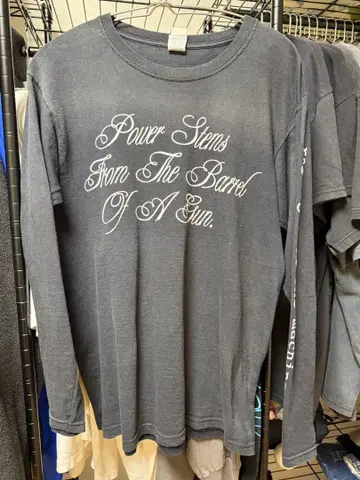 Power Stems
From The Barrel
Of A Gun.